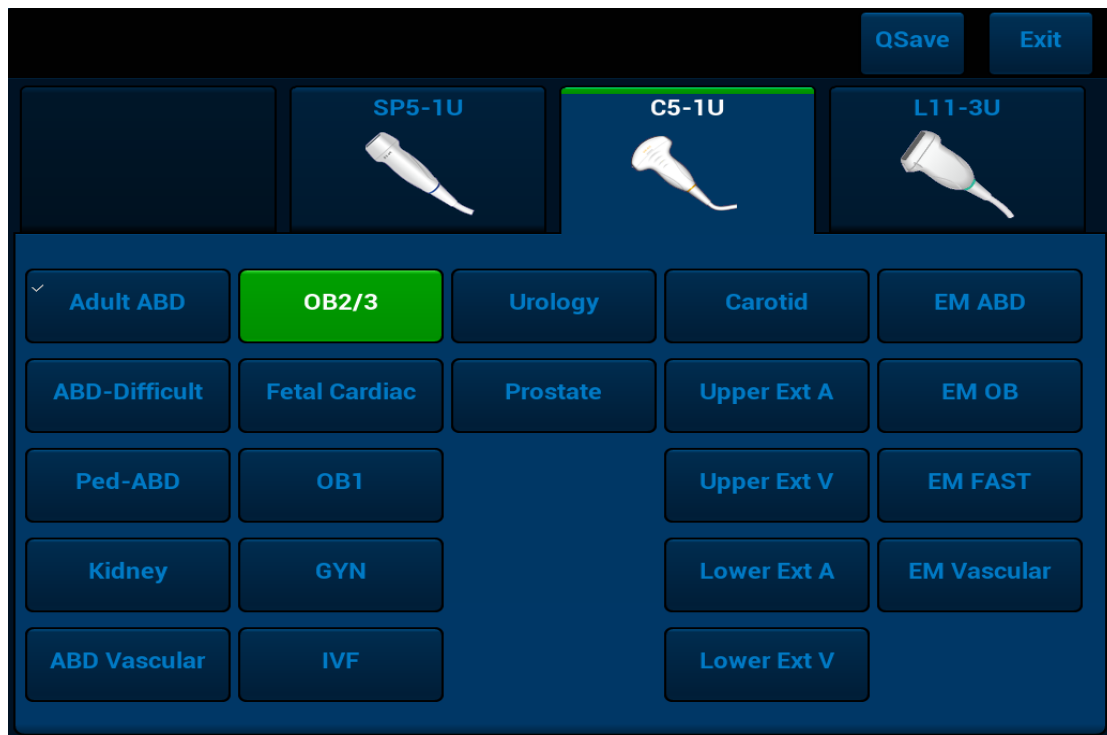 QSave Exit
SP5-1U C5-1U L11-3U
Adult ABD OB2/3 Urology Carotid EM ABD
ABD-Difficult Fetal Cardiac Prostate Upper Ext A EM OB
Ped-ABD OB1 Upper Ext V EM FAST
Kidney GYN Lower Ext A EM Vascular
ABD Vascular IVF Lower Ext V